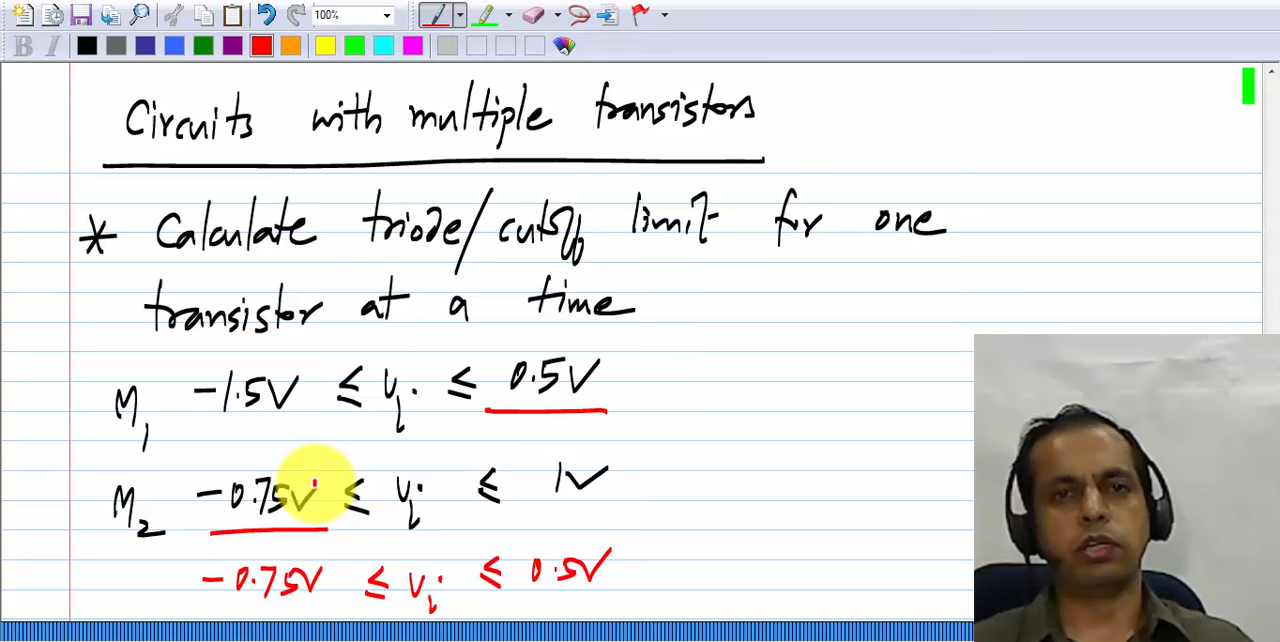 100%
B I
Circuits with multiple transistors
* Calculate triode/cutoff limit for one
transistor at a time
M1 -1.5V ≤ vi ≤ 0.5V
M2 -0.75V ≤ vi ≤ 1V
-0.75V ≤ vi ≤ 0.5V